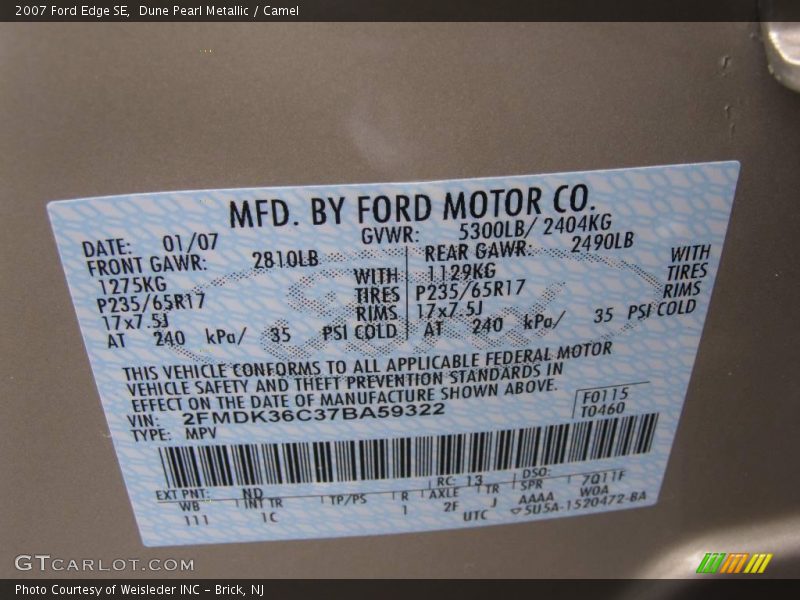 2007 Ford Edge SE, Dune Pearl Metallic / Camel
MFD. BY FORD MOTOR CO.
DATE: 01/07 GVWR: 5300LB/ 2404KG
FRONT GAWR: 2810LB REAR GAWR: 2490LB
1275KG WITH 1129KG WITH
P235/65R17 TIRES P235/65R17 TIRES
17x7.5J RIMS 17x7.5J RIMS
AT 240 kPa/ 35 PSI COLD AT 240 kPa/ 35 PSI COLD
THIS VEHICLE CONFORMS TO ALL APPLICABLE FEDERAL MOTOR
VEHICLE SAFETY AND THEFT PREVENTION STANDARDS IN
EFFECT ON THE DATE OF MANUFACTURE SHOWN ABOVE.
VIN: 2FMDK36C37BA59322 F0115
TYPE: MPV T0460
EXT PNT: ND RC: 13 DSO:
WB INT TR TP/PS R AXLE TR SPR 7Q11F
111 1C 1 2F J AAAA W0A
UTC ▽5U5A-1520472-BA
Ford
GTCARLOT.COM
Photo Courtesy of Weisleder INC – Brick, NJ